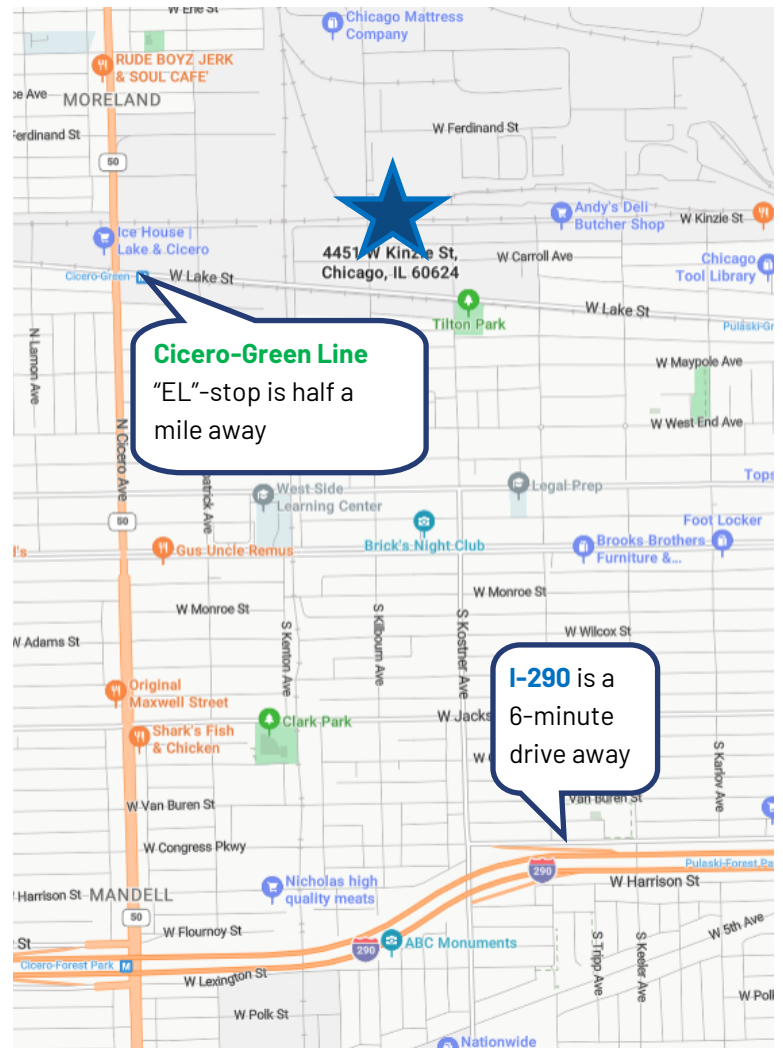 W Erie St
Chicago Mattress
Company
RUDE BOYZ JERK
& SOUL CAFE'
ce Ave
MORELAND
Ferdinand St
W Ferdinand St
50
Andy's Deli
Butcher Shop
W Kinzie St
Ice House |
Lake & Cicero
4451 W Kinzie St,
Chicago, IL 60624
W Carroll Ave
Chicago
Tool Library
Cicero-Green
M
W Lake St
W Lake St
Tilton Park
Pulaski-Gr
N Lamon Ave
Cicero-Green Line
"EL"-stop is half a
mile away
W Maypole Ave
W West End Ave
N Cicero Ave
patrick Ave
West Side
Learning Center
Legal Prep
Tops
50
Foot Locker
l's
Gus Uncle Remus
Brick's Night Club
Brooks Brothers
Furniture &...
W Monroe St
W Monroe St
W Adams St
S Kenton Ave
S Kilbourn Ave
S Kostner Ave
W Wilcox St
I-290 is a
6-minute
drive away
Original
Maxwell Street
Clark Park
W Jacks
Shark's Fish
& Chicken
S Karlov Ave
W Van Buren St
Van Buren St
W Congress Pkwy
Pulaski-Forest Pa
290
Nicholas high
quality meats
W Harrison St
Harrison St
MANDELL
50
St
W Flournoy St
290
ABC Monuments
S Tripp Ave
S Keeler Ave
W 5th Ave
Cicero-Forest Park
M
W Lexington St
W Polk St
W Pol
Nationwide